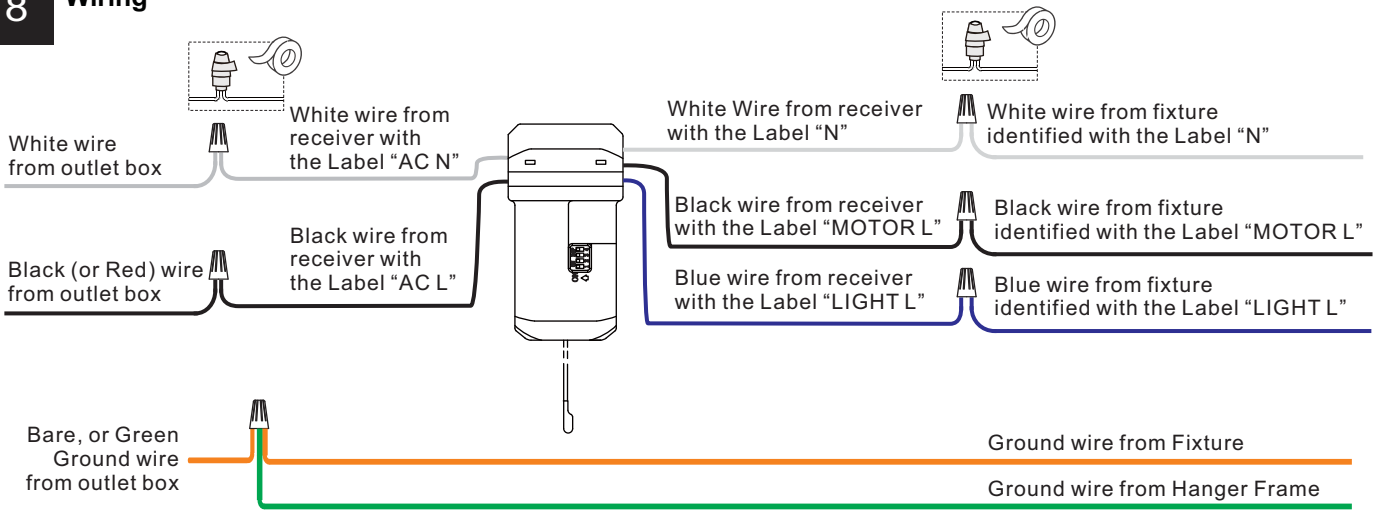 8
Wiring
White wire
from outlet box
White wire from
receiver with
the Label “AC N”
White Wire from receiver
with the Label “N”
White wire from fixture
identified with the Label “N”
Black (or Red) wire
from outlet box
Black wire from
receiver with
the Label “AC L”
Black wire from receiver
with the Label “MOTOR L”
Black wire from fixture
identified with the Label “MOTOR L”
Blue wire from receiver
with the Label “LIGHT L”
Blue wire from fixture
identified with the Label “LIGHT L”
Bare, or Green
Ground wire
from outlet box
Ground wire from Fixture
Ground wire from Hanger Frame